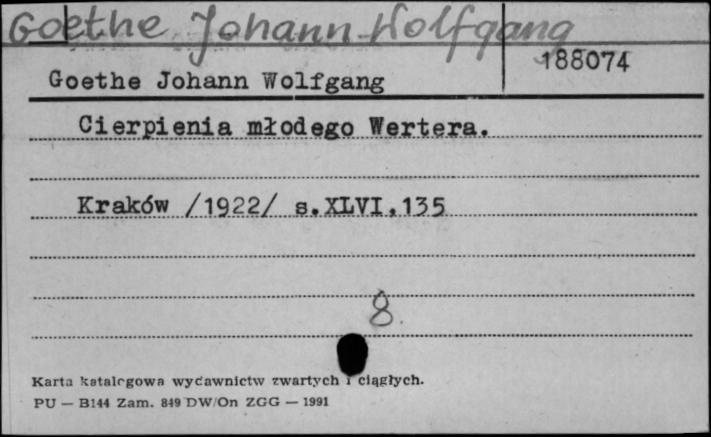 Goethe Johann Wolfgang
188074
Goethe Johann Wolfgang
Cierpienia młodego Wertera.
Kraków /1922/ s.XLVI,135
8
Karta katalogowa wydawnictw zwartych i ciągłych.
PU — B144 Zam. 849 DW/On ZGG — 1991